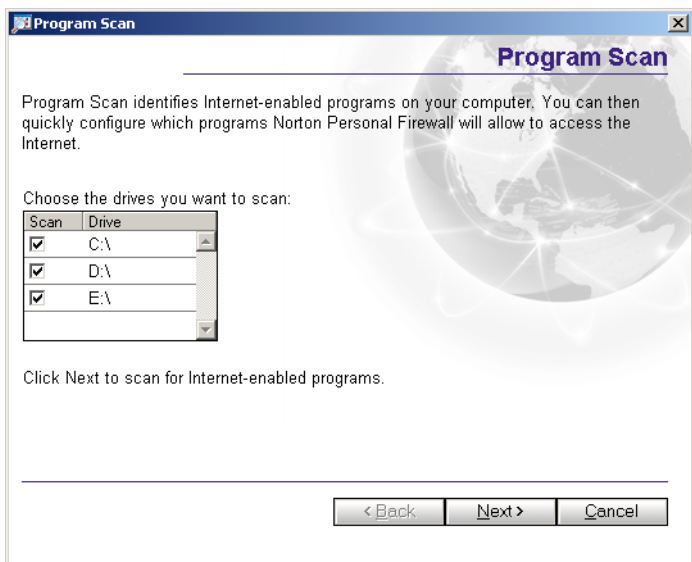 Program Scan
Program Scan
Program Scan identifies Internet-enabled programs on your computer. You can then
quickly configure which programs Norton Personal Firewall will allow to access the
Internet.
Choose the drives you want to scan:
Scan Drive
C:\
D:\
E:\
Click Next to scan for Internet-enabled programs.
< Back Next > Cancel